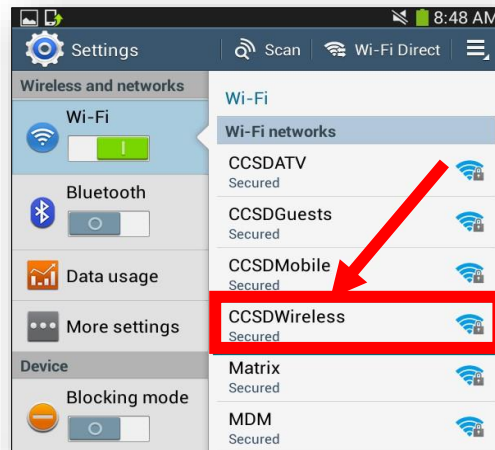 8:48 AM
Settings
Scan
Wi-Fi Direct
Wireless and networks
Wi-Fi
Bluetooth
Data usage
More settings
Device
Blocking mode
Wi-Fi
Wi-Fi networks
CCSDATV
Secured
CCSDGuests
Secured
CCSDMobile
Secured
CCSDWireless
Secured
Matrix
Secured
MDM
Secured